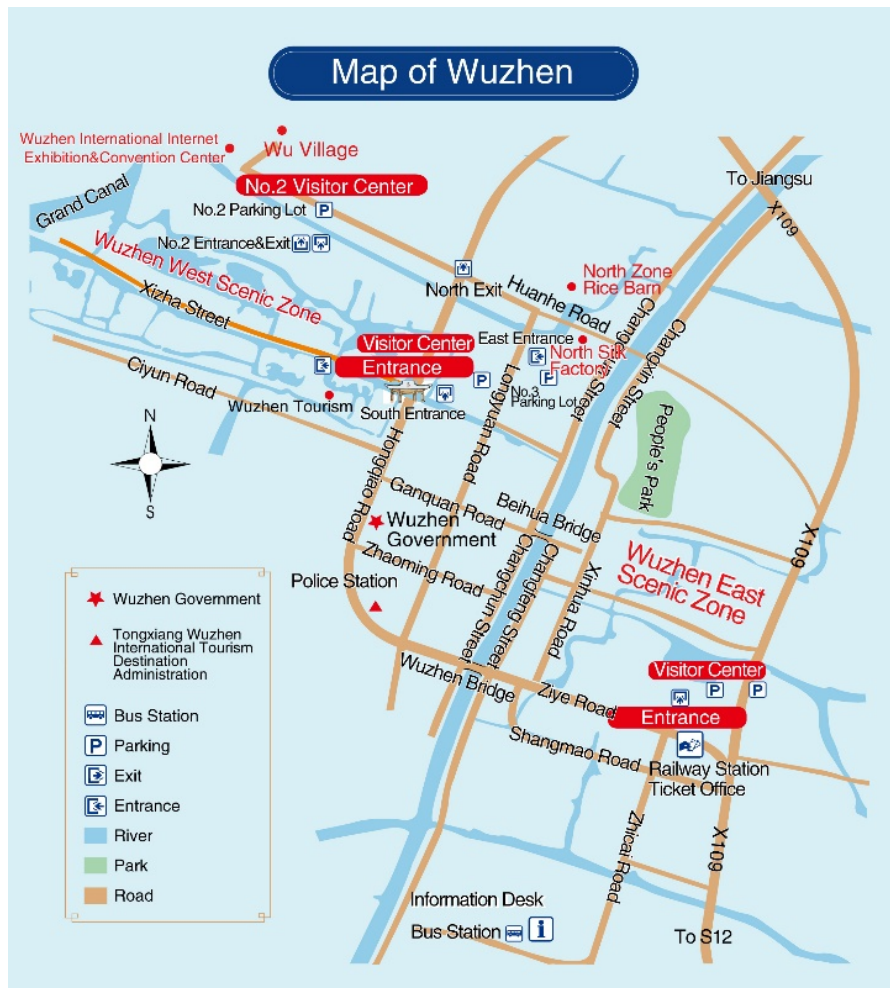 Map of Wuzhen
Wuzhen International Internet
Exhibition&Convention Center
Wu Village
No.2 Visitor Center
No.2 Parking Lot
P
No.2 Entrance&Exit
Grand Canal
Wuzhen West Scenic Zone
Xizha Street
To Jiangsu
X109
North Exit
Huanhe Road
North Zone
Rice Barn
Changxin Street
Visitor Center
Entrance
East Entrance
North Silk
Factory
P
P
No.3
Parking Lot
South Entrance
Wuzhen Tourism
Ciyun Road
Longyuan Road
People's Park
N
S
Hongqiao Road
Ganquan Road
Beihua Bridge
Wuzhen
Government
Zhaoming Road
Changchun Street
Changfeng Street
Xinhua Road
X109
Wuzhen East
Scenic Zone
Police Station
Wuzhen Bridge
Ziye Road
Visitor Center
P
P
Entrance
Shangmao Road
Railway Station
Ticket Office
Zhicai Road
X109
To S12
Information Desk
Bus Station
i
Wuzhen Government
Tongxiang Wuzhen
International Tourism
Destination
Administration
Bus Station
P
Parking
Exit
Entrance
River
Park
Road